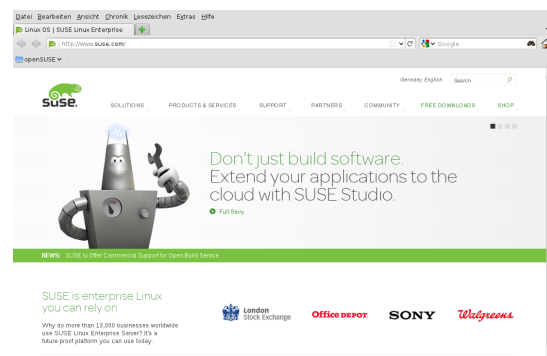 Datei Bearbeiten Ansicht Chronik Lesezeichen Extras Hilfe
Linux OS | SUSE Linux Enterprise
http://www.suse.com/
Google
openSUSE
Germany, English
Search
SUSE.
SOLUTIONS
PRODUCTS & SERVICES
SUPPORT
PARTNERS
COMMUNITY
FREE DOWNLOADS
SHOP
Don't just build software.
Extend your applications to the
cloud with SUSE Studio.
Full Story
NEWS: SUSE to Offer Commercial Support for Open Build Service
SUSE is enterprise Linux
you can rely on
Why do more than 13,000 businesses worldwide
use SUSE Linux Enterprise Server? It's a
future-proof platform you can use today.
London
Stock Exchange
Office DEPOT.
SONY
Walgreens